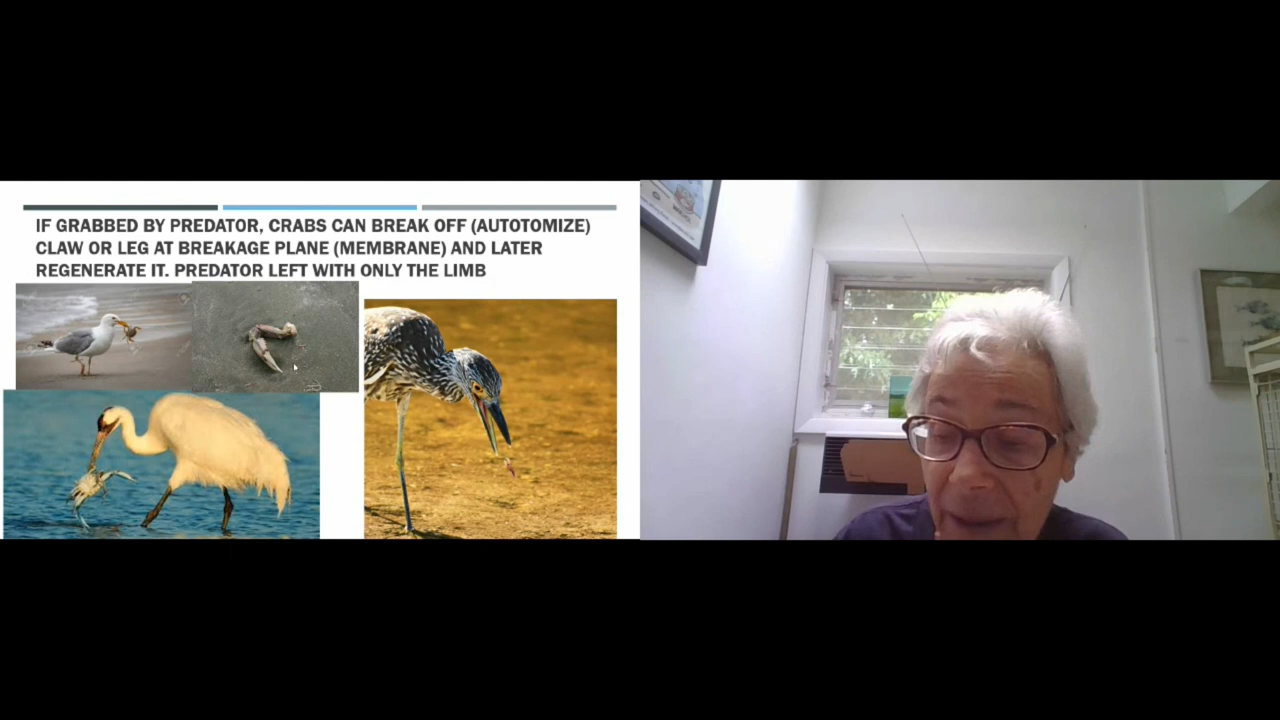 IF GRABBED BY PREDATOR, CRABS CAN BREAK OFF (AUTOTOMIZE)
CLAW OR LEG AT BREAKAGE PLANE (MEMBRANE) AND LATER
REGENERATE IT. PREDATOR LEFT WITH ONLY THE LIMB